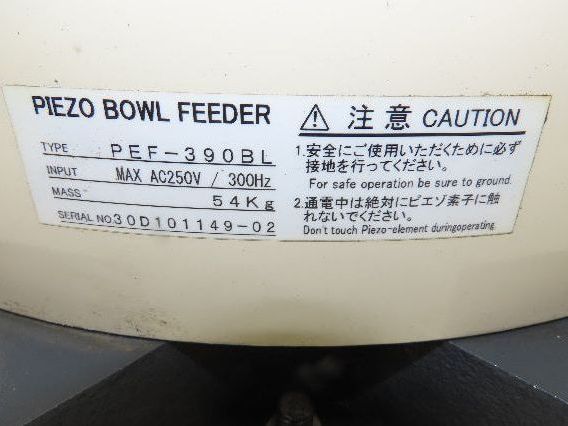 PIEZO BOWL FEEDER
TYPE PEF-390BL
INPUT MAX AC250V / 300Hz
MASS 54Kg
SERIAL NO.30D101149-02
⚠ 注意 CAUTION
1.安全にご使用いただくために必ず
接地を行ってください。
For safe operation be sure to ground.
2.通電中は絶対にピエゾ素子に触
れないでください。
Don't touch Piezo-element duringoperating